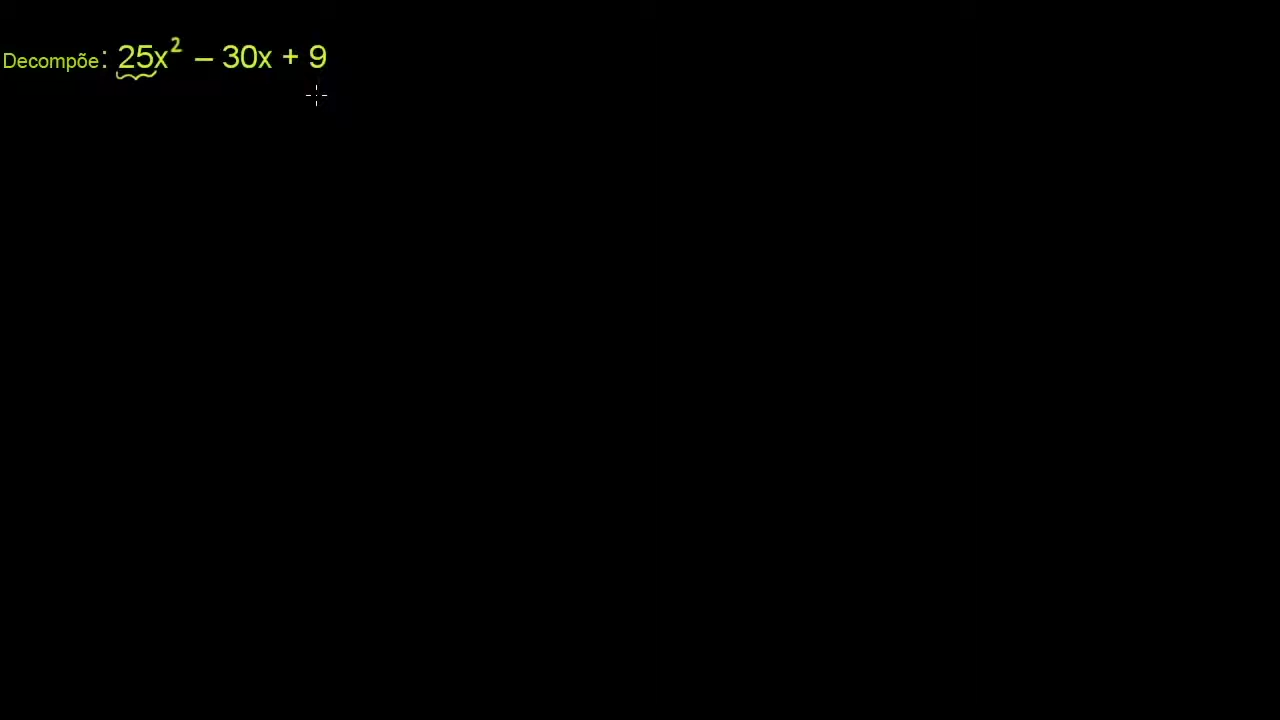 Decompõe: 25x² – 30x + 9